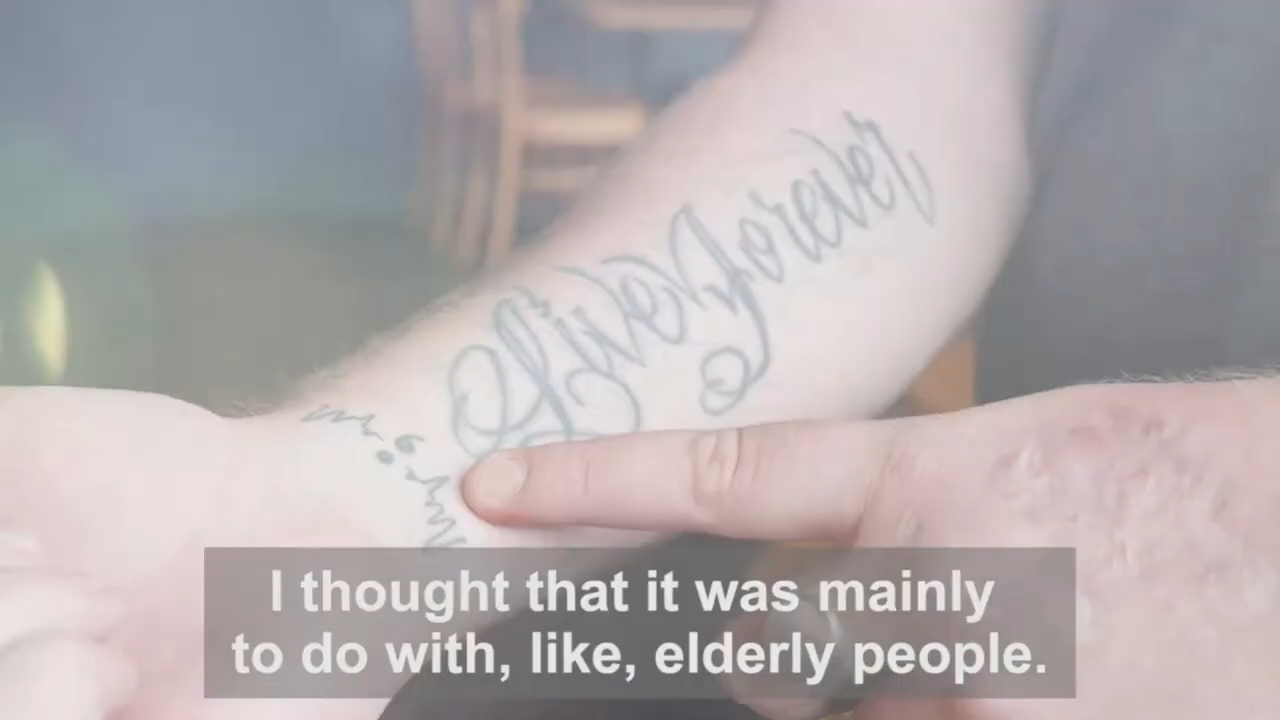 Live Forever
I thought that it was mainly
to do with, like, elderly people.